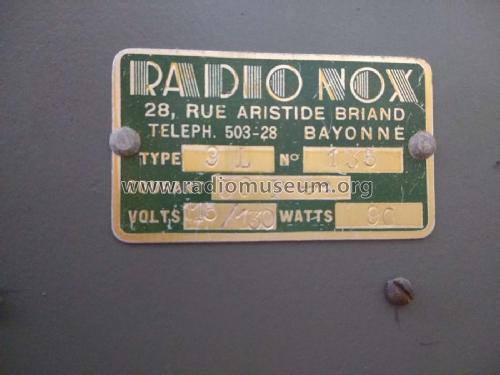 RADIO NOX
28, RUE ARISTIDE BRIAND
TELEPH. 503-28 BAYONNE
TYPE 9 L Nº 138
www.radiomuseum.org
VOLTS 115/130 WATTS 90